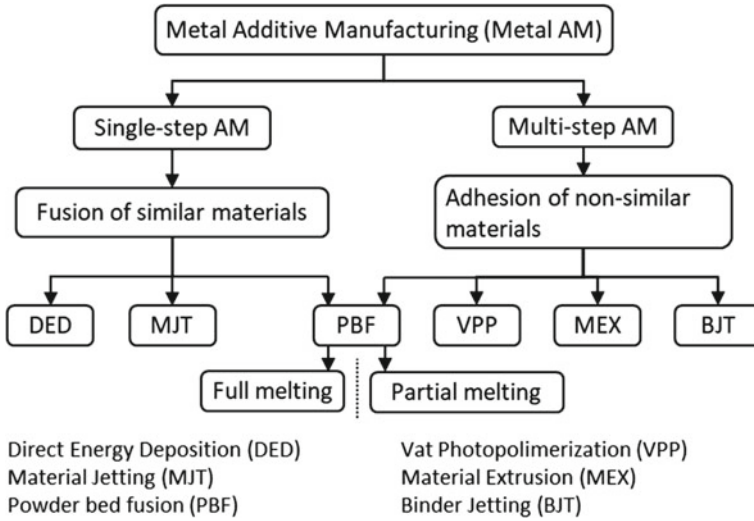 Metal Additive Manufacturing (Metal AM)
Single-step AM
Multi-step AM
Fusion of similar materials
Adhesion of non-similar
materials
DED
MJT
PBF
VPP
MEX
BJT
Full melting
Partial melting
Direct Energy Deposition (DED)
Material Jetting (MJT)
Powder bed fusion (PBF)
Vat Photopolimerization (VPP)
Material Extrusion (MEX)
Binder Jetting (BJT)